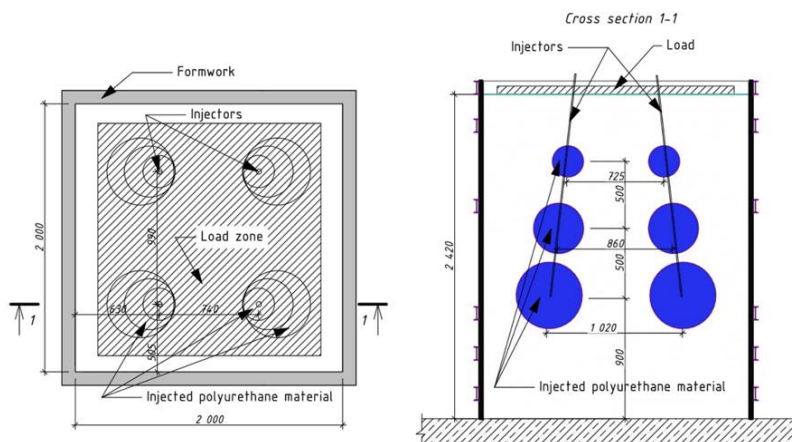 Formwork
Injectors
990
2 000
Load zone
1
630
740
1
505
Injected polyurethane material
2 000
Cross section 1-1
Injectors
Load
725
500
2 420
860
500
1 020
900
Injected polyurethane material